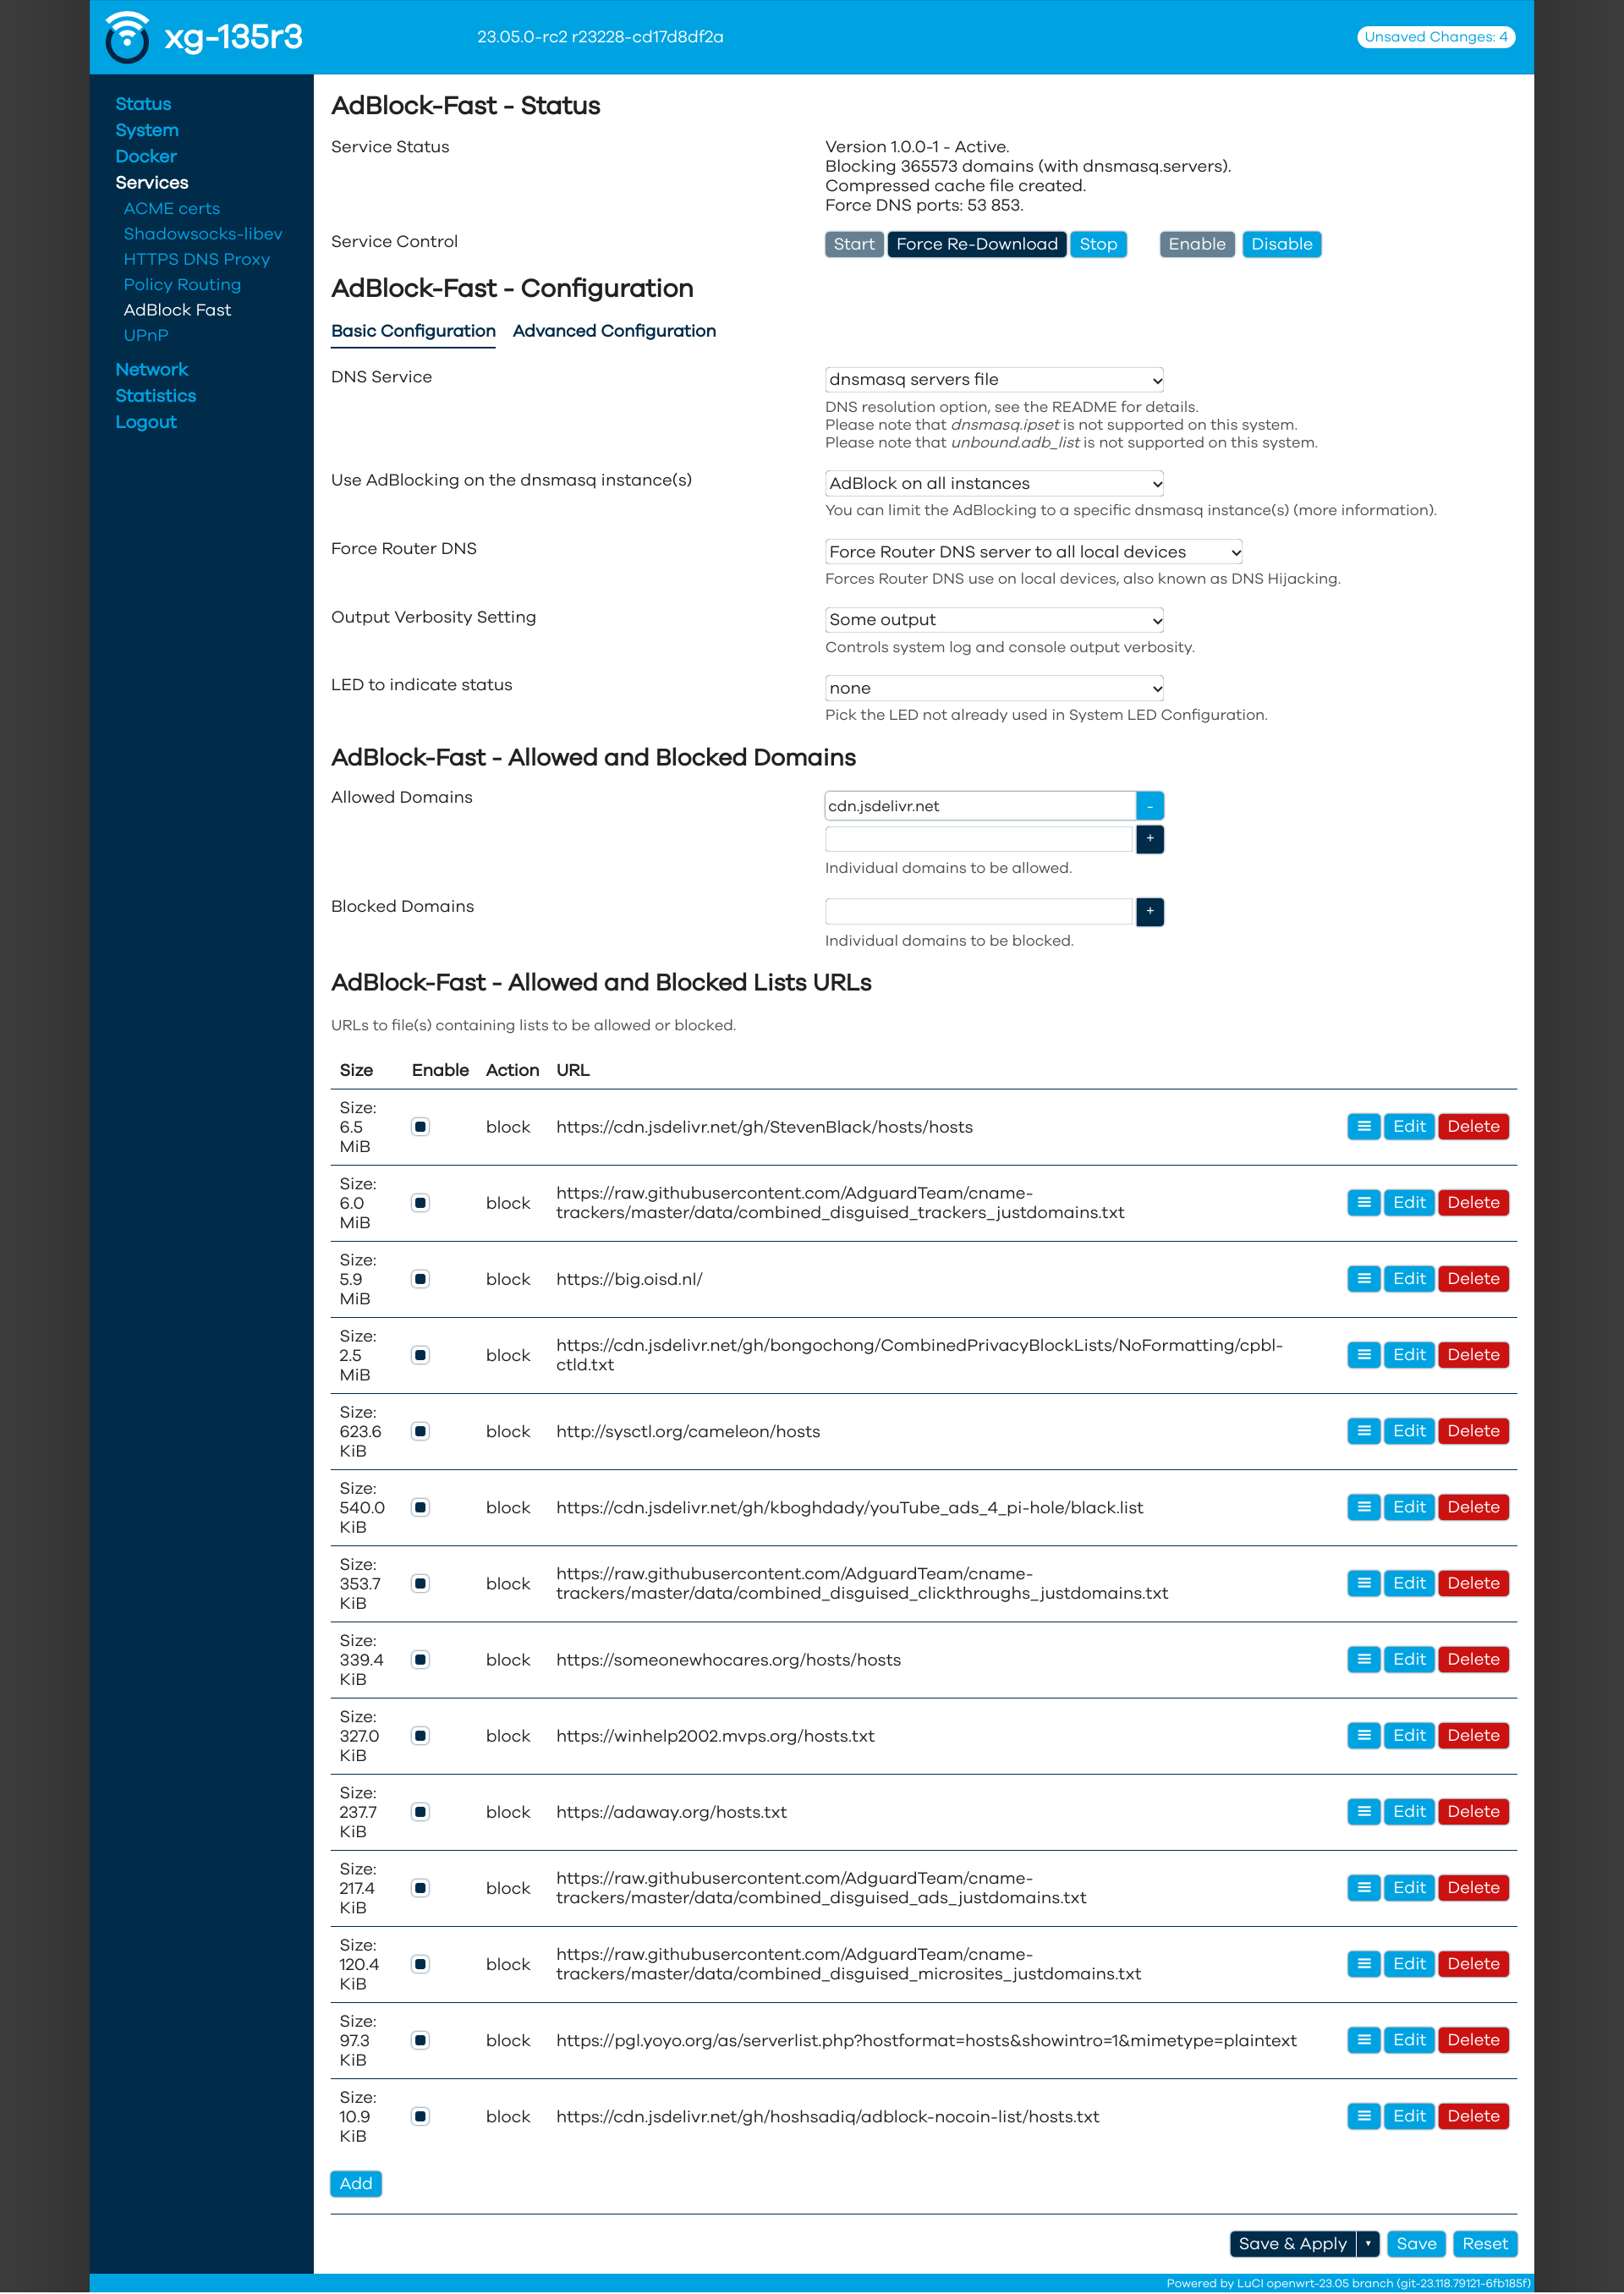 xg-135r3
23.05.0-rc2 r23228-cd17d8df2a
Unsaved Changes: 4
Status
System
Docker
Services
ACME certs
Shadowsocks-libev
HTTPS DNS Proxy
Policy Routing
AdBlock Fast
UPnP
Network
Statistics
Logout
AdBlock-Fast - Status
Service Status
Version 1.0.0-1 - Active.
Blocking 365573 domains (with dnsmasq.servers).
Compressed cache file created.
Force DNS ports: 53 853.
Service Control
Start Force Re-Download Stop Enable Disable
AdBlock-Fast - Configuration
Basic Configuration Advanced Configuration
DNS Service
dnsmasq servers file
DNS resolution option, see the README for details.
Please note that dnsmasq.ipset is not supported on this system.
Please note that unbound.adb_list is not supported on this system.
Use AdBlocking on the dnsmasq instance(s)
AdBlock on all instances
You can limit the AdBlocking to a specific dnsmasq instance(s) (more information).
Force Router DNS
Force Router DNS server to all local devices
Forces Router DNS use on local devices, also known as DNS Hijacking.
Output Verbosity Setting
Some output
Controls system log and console output verbosity.
LED to indicate status
none
Pick the LED not already used in System LED Configuration.
AdBlock-Fast - Allowed and Blocked Domains
Allowed Domains
cdn.jsdelivr.net -
+
Individual domains to be allowed.
Blocked Domains
+
Individual domains to be blocked.
AdBlock-Fast - Allowed and Blocked Lists URLs
URLs to file(s) containing lists to be allowed or blocked.
Size Enable Action URL
Size:
6.5
MiB
block https://cdn.jsdelivr.net/gh/StevenBlack/hosts/hosts
Edit Delete
Size:
6.0
MiB
block
https://raw.githubusercontent.com/AdguardTeam/cname-
trackers/master/data/combined_disguised_trackers_justdomains.txt
Edit Delete
Size:
5.9
MiB
block https://big.oisd.nl/
Edit Delete
Size:
2.5
MiB
block
https://cdn.jsdelivr.net/gh/bongochong/CombinedPrivacyBlockLists/NoFormatting/cpbl-
ctld.txt
Edit Delete
Size:
623.6
KiB
block http://sysctl.org/cameleon/hosts
Edit Delete
Size:
540.0
KiB
block https://cdn.jsdelivr.net/gh/kboghdady/youTube_ads_4_pi-hole/black.list
Edit Delete
Size:
353.7
KiB
block
https://raw.githubusercontent.com/AdguardTeam/cname-
trackers/master/data/combined_disguised_clickthroughs_justdomains.txt
Edit Delete
Size:
339.4
KiB
block https://someonewhocares.org/hosts/hosts
Edit Delete
Size:
327.0
KiB
block https://winhelp2002.mvps.org/hosts.txt
Edit Delete
Size:
237.7
KiB
block https://adaway.org/hosts.txt
Edit Delete
Size:
217.4
KiB
block
https://raw.githubusercontent.com/AdguardTeam/cname-
trackers/master/data/combined_disguised_ads_justdomains.txt
Edit Delete
Size:
120.4
KiB
block
https://raw.githubusercontent.com/AdguardTeam/cname-
trackers/master/data/combined_disguised_microsites_justdomains.txt
Edit Delete
Size:
97.3
KiB
block https://pgl.yoyo.org/as/serverlist.php?hostformat=hosts&showintro=1&mimetype=plaintext
Edit Delete
Size:
10.9
KiB
block https://cdn.jsdelivr.net/gh/hoshsadiq/adblock-nocoin-list/hosts.txt
Edit Delete
Add
Save & Apply Save Reset
Powered by LuCI openwrt-23.05 branch (git-23.118.79121-6fb185f)